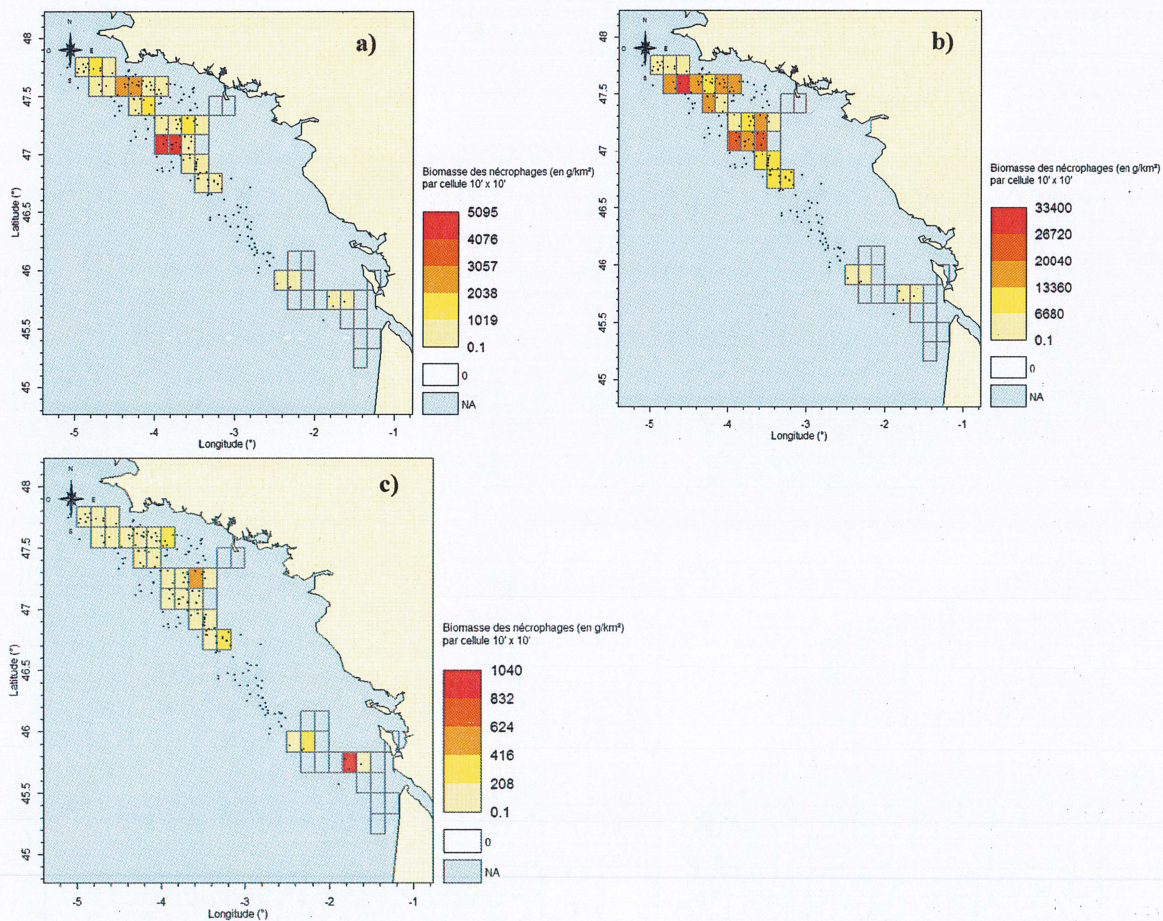 a)
N
O
E
S
48
47.5
47
46.5
46
45.5
45
Latitude (°)
-5
-4
-3
-2
-1
Longitude (°)
Biomasse des nécrophages (en g/km²)
par cellule 10' x 10'
5095
4076
3057
2038
1019
0.1
0
NA
b)
N
O
E
S
48
47.5
47
46.5
46
45.5
45
Latitude (°)
-5
-4
-3
-2
-1
Longitude (°)
Biomasse des nécrophages (en g/km²)
par cellule 10' x 10'
33400
26720
20040
13360
6680
0.1
0
NA
c)
N
O
E
S
48
47.5
47
46.5
46
45.5
45
Latitude (°)
-5
-4
-3
-2
-1
Longitude (°)
Biomasse des nécrophages (en g/km²)
par cellule 10' x 10'
1040
832
624
416
208
0.1
0
NA